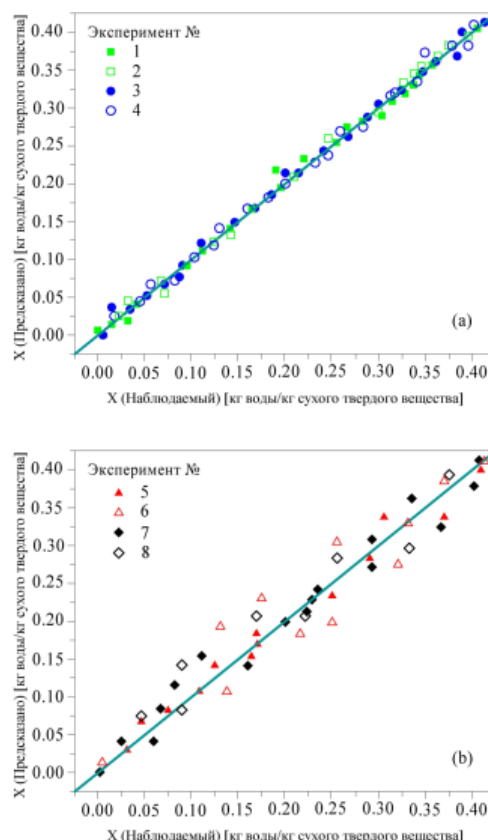 Эксперимент №
1
2
3
4
X (Предсказано) [кг воды/кг сухого твердого вещества]
0.40
0.35
0.30
0.25
0.20
0.15
0.10
0.05
0.00
(a)
0.00 0.05 0.10 0.15 0.20 0.25 0.30 0.35 0.40
X (Наблюдаемый) [кг воды/кг сухого твердого вещества]
Эксперимент №
5
6
7
8
X (Предсказано) [кг воды/кг сухого твердого вещества]
0.40
0.35
0.30
0.25
0.20
0.15
0.10
0.05
0.00
(b)
0.00 0.05 0.10 0.15 0.20 0.25 0.30 0.35 0.40
X (Наблюдаемый) [кг воды/кг сухого твердого вещества]